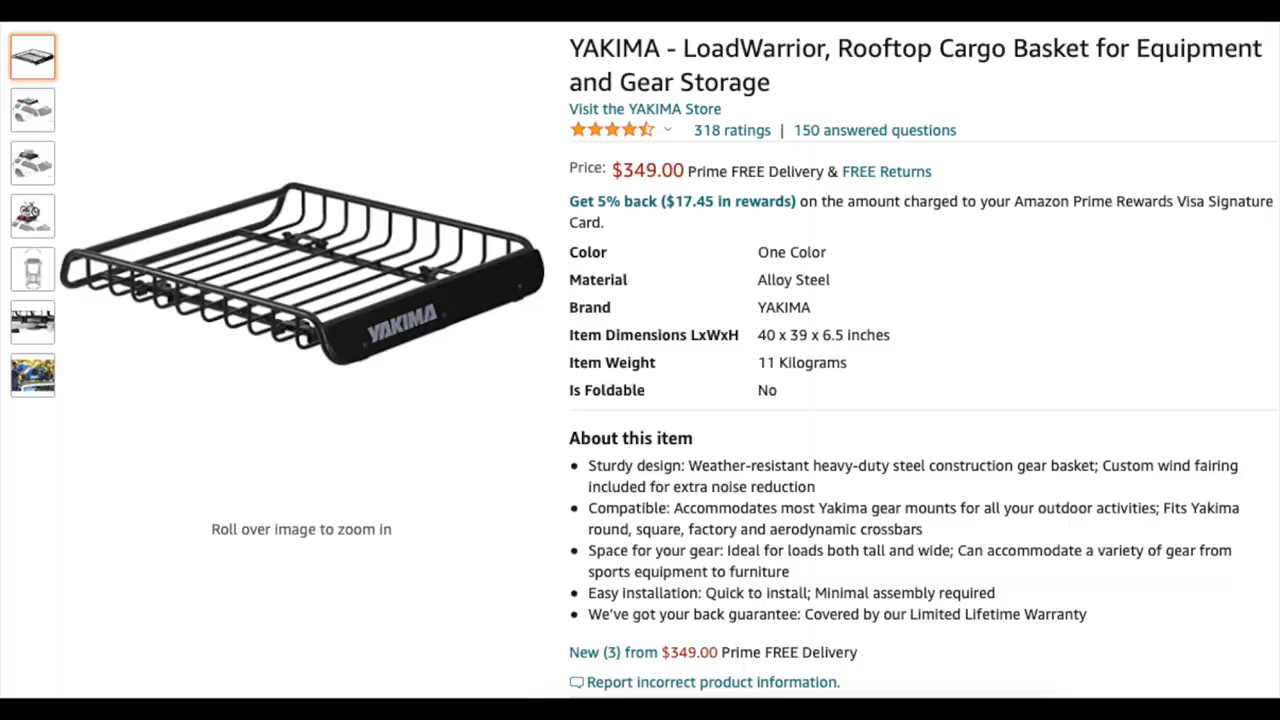 YAKIMA - LoadWarrior, Rooftop Cargo Basket for Equipment
and Gear Storage
Visit the YAKIMA Store
318 ratings | 150 answered questions
Price: $349.00 Prime FREE Delivery & FREE Returns
Get 5% back ($17.45 in rewards) on the amount charged to your Amazon Prime Rewards Visa Signature
Card.
Color One Color
Material Alloy Steel
Brand YAKIMA
Item Dimensions LxWxH 40 x 39 x 6.5 inches
Item Weight 11 Kilograms
Is Foldable No
About this item
• Sturdy design: Weather-resistant heavy-duty steel construction gear basket; Custom wind fairing
included for extra noise reduction
• Compatible: Accommodates most Yakima gear mounts for all your outdoor activities; Fits Yakima
round, square, factory and aerodynamic crossbars
• Space for your gear: Ideal for loads both tall and wide; Can accommodate a variety of gear from
sports equipment to furniture
• Easy installation: Quick to install; Minimal assembly required
• We've got your back guarantee: Covered by our Limited Lifetime Warranty
New (3) from $349.00 Prime FREE Delivery
Report incorrect product information.
YAKIMA
Roll over image to zoom in